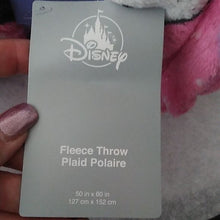 Disney
Fleece Throw
Plaid Polaire
50 in x 60 in
127 cm x 152 cm